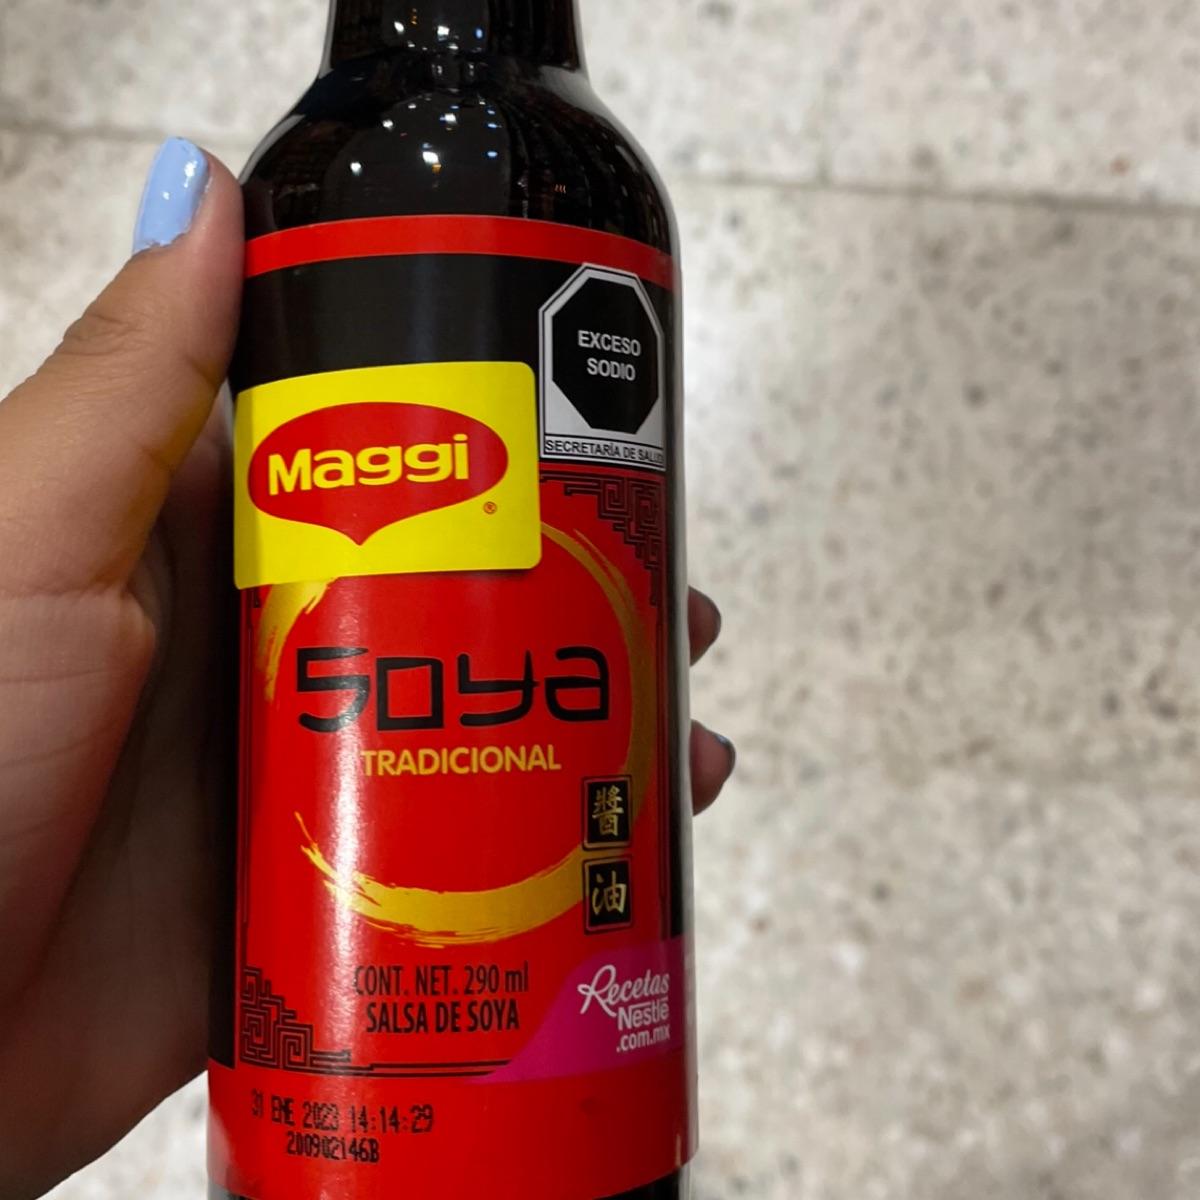 EXCESO
SODIO
SECRETARÍA DE SALUD
Maggi
®
Soya
TRADICIONAL
醬
油
CONT. NET. 290 ml
SALSA DE SOYA
Recetas
Nestlé
.com.mx
31 ENE 2023 14:14:29
200902146B